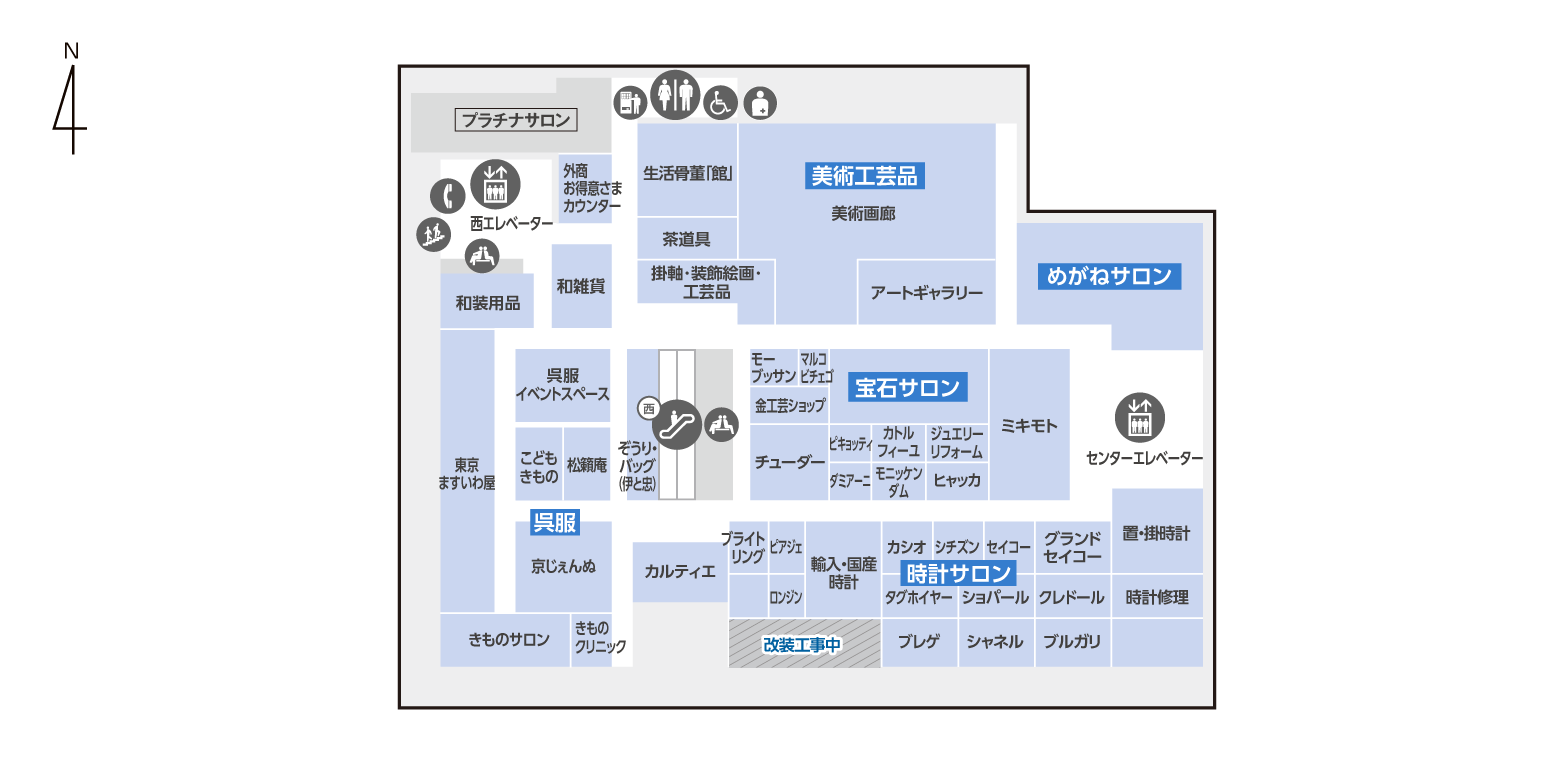 N
プラチナサロン
外商
お得意さま
カウンター
西エレベーター
生活骨董「館」
美術工芸品
美術画廊
茶道具
掛軸・装飾絵画・
工芸品
アートギャラリー
めがねサロン
和雑貨
和装用品
呉服
イベントスペース
モー
ブッサン
マルコ
ビチェゴ
宝石サロン
金工芸ショップ
ミキモト
西
センターエレベーター
東京
ますいわ屋
こども
きもの
松籟庵
ぞうり・
バッグ
(伊と忠)
チューダー
ピキョッティ
カトル
フィーユ
ジュエリー
リフォーム
ダミアーニ
モニッケン
ダム
ヒャッカ
呉服
京じぇんぬ
カルティエ
ブライト
リング
ピアジェ
輸入・国産
時計
カシオ
シチズン
セイコー
グランド
セイコー
置・掛時計
時計サロン
ロンジン
タグホイヤー
ショパール
クレドール
時計修理
きものサロン
きもの
クリニック
改装工事中
ブレゲ
シャネル
ブルガリ